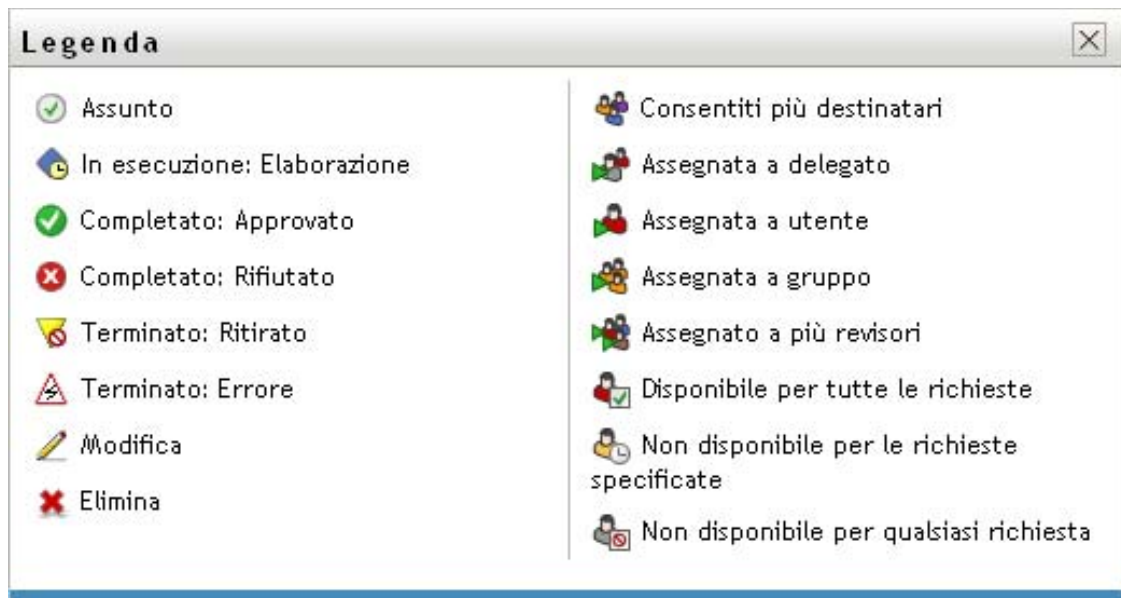 Legenda
Assunto
In esecuzione: Elaborazione
Completato: Approvato
Completato: Rifiutato
Terminato: Ritirato
Terminato: Errore
Modifica
Elimina
Consentiti più destinatari
Assegnata a delegato
Assegnata a utente
Assegnata a gruppo
Assegnato a più revisori
Disponibile per tutte le richieste
Non disponibile per le richieste
specificate
Non disponibile per qualsiasi richiesta